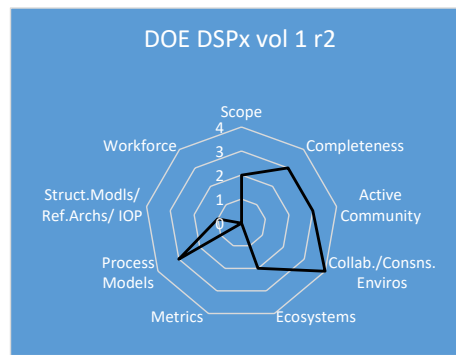 DOE DSPx vol 1 r2
Scope
4
3
2
1
0
Workforce
Completeness
Struct.Modls/
Ref.Archs/ IOP
Active
Community
Process
Models
Collab./Consns.
Enviros
Metrics
Ecosystems